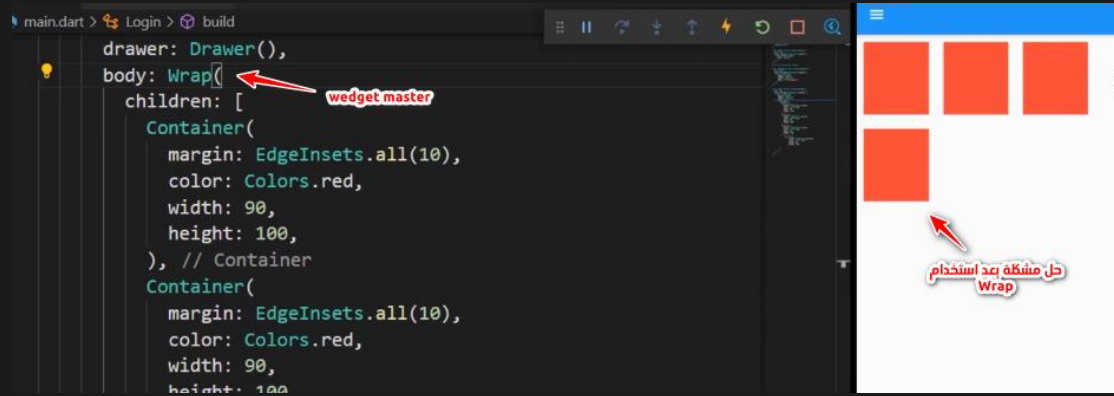 main.dart > Login > build
drawer: Drawer(),
body: Wrap(
wedget master
children: [
Container(
margin: EdgeInsets.all(10),
color: Colors.red,
width: 90,
height: 100,
), // Container
Container(
margin: EdgeInsets.all(10),
color: Colors.red,
width: 90,
height: 100
حل مشكلة بعد استخدام
Wrap